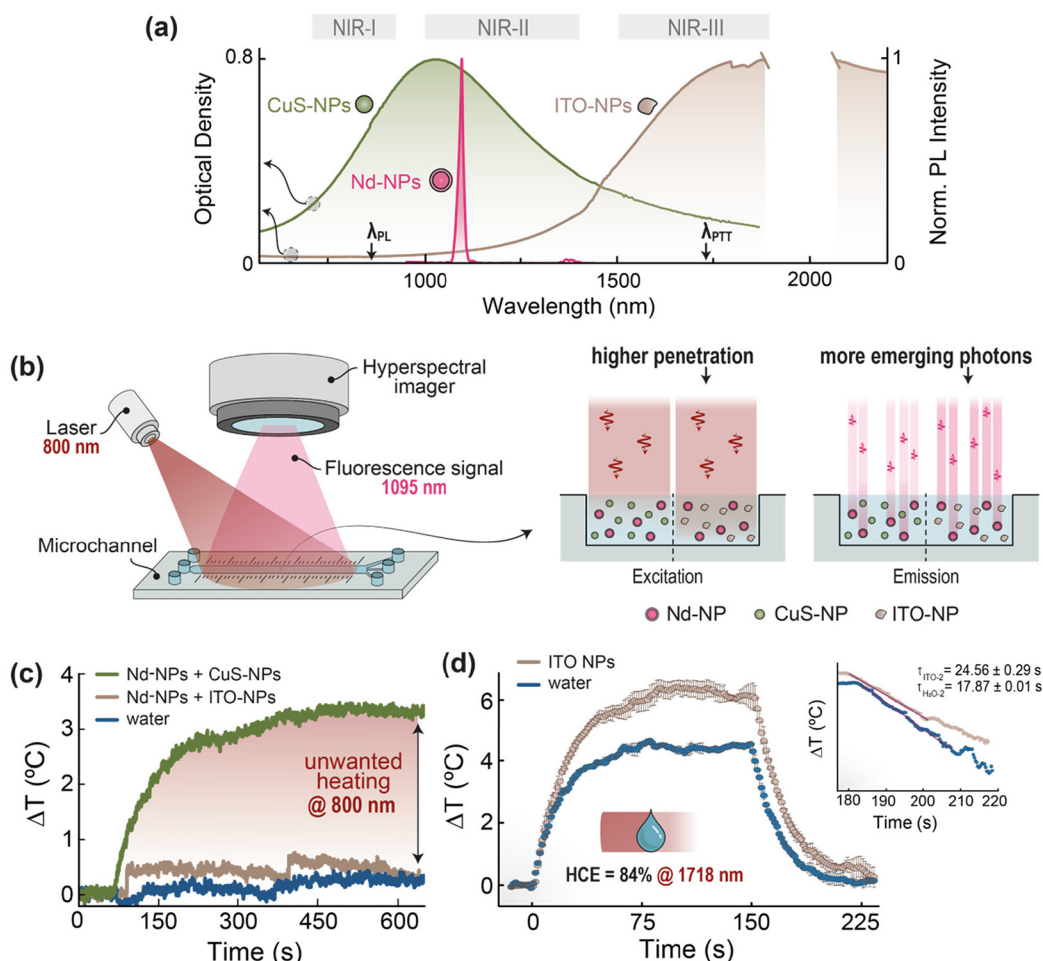 (a)
NIR-I NIR-II NIR-III
0.8
0
Optical Density
CuS-NPs
ITO-NPs
Nd-NPs
λPL
λPTT
1
0
Norm. PL Intensity
1000 1500 2000
Wavelength (nm)
(b)
Laser
800 nm
Hyperspectral
imager
Fluorescence signal
1095 nm
Microchannel
higher penetration
more emerging photons
Excitation
Emission
Nd-NP CuS-NP ITO-NP
(c)
Nd-NPs + CuS-NPs
Nd-NPs + ITO-NPs
water
4
3
2
1
0
ΔT (ºC)
unwanted
heating
@ 800 nm
0 150 300 450 600
Time (s)
(d)
ITO NPs
water
6
4
2
0
ΔT (ºC)
HCE = 84% @ 1718 nm
0 75 150 225
Time (s)
τITO-2 = 24.56 ± 0.29 s
τH₂O-2 = 17.87 ± 0.01 s
ΔT (ºC)
180 190 200 210 220
Time (s)